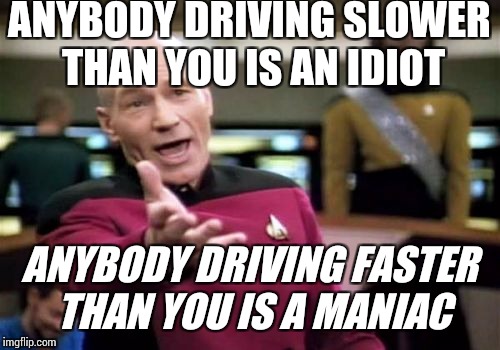 ANYBODY DRIVING SLOWER
THAN YOU IS AN IDIOT
ANYBODY DRIVING FASTER
THAN YOU IS A MANIAC
imgflip.com